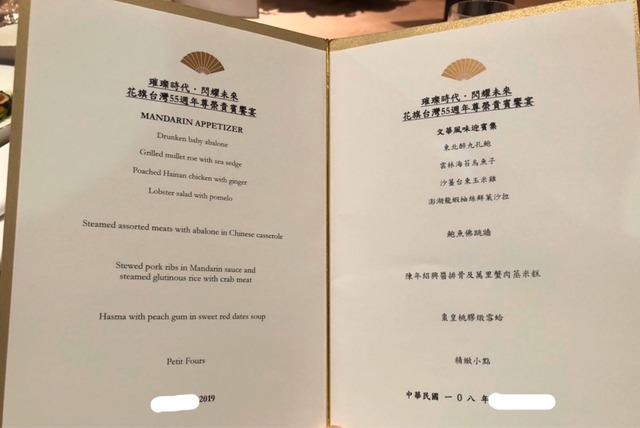 璀璨時代．閃耀未來
花旗台灣55週年尊榮貴賓饗宴
MANDARIN APPETIZER
Drunken baby abalone
Grilled mullet roe with sea sedge
Poached Hainan chicken with ginger
Lobster salad with pomelo
Steamed assorted meats with abalone in Chinese casserole
Stewed pork ribs in Mandarin sauce and
steamed glutinous rice with crab meat
Hasma with peach gum in sweet red dates soup
Petit Fours
2019
璀璨時代．閃耀未來
花旗台灣55週年尊榮貴賓饗宴
文華風味迎賓集
東北醉九孔鮑
雲林海苔烏魚子
沙薑台東玉米雞
澎湖龍蝦柚絲鮮菓沙拉
鮑魚佛跳牆
陳年紹興醬排骨及萬里蟹肉蒸米糕
棗皇桃膠燉雪蛤
精緻小點
中華民國 一〇八 年